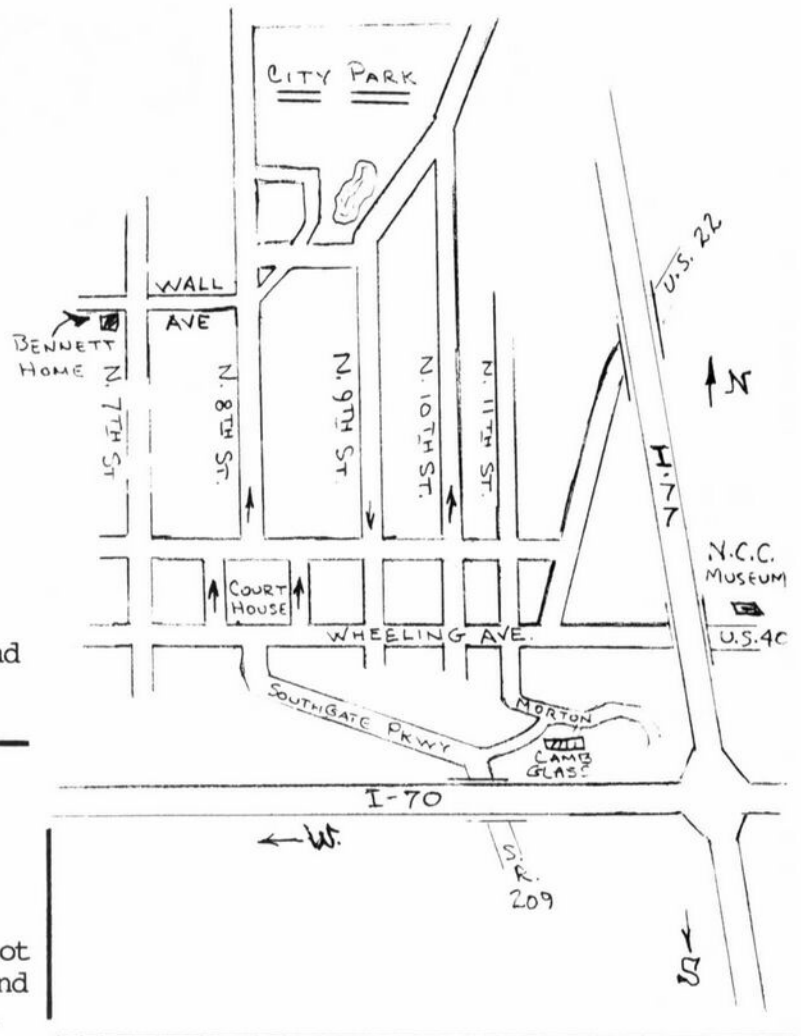 CITY PARK
U.S. 22
WALL
AVE
BENNETT
HOME
N. 7TH ST.
N. 8TH ST.
N. 9TH ST.
N. 10TH ST.
N. 11TH ST.
N
I-77
N.C.C.
MUSEUM
COURT
HOUSE
WHEELING AVE.
U.S. 40
nd
SOUTHGATE PKWY
MORTON
CAMB
GLASS
I-70
← W.
S.
R.
209
ot
nd
S